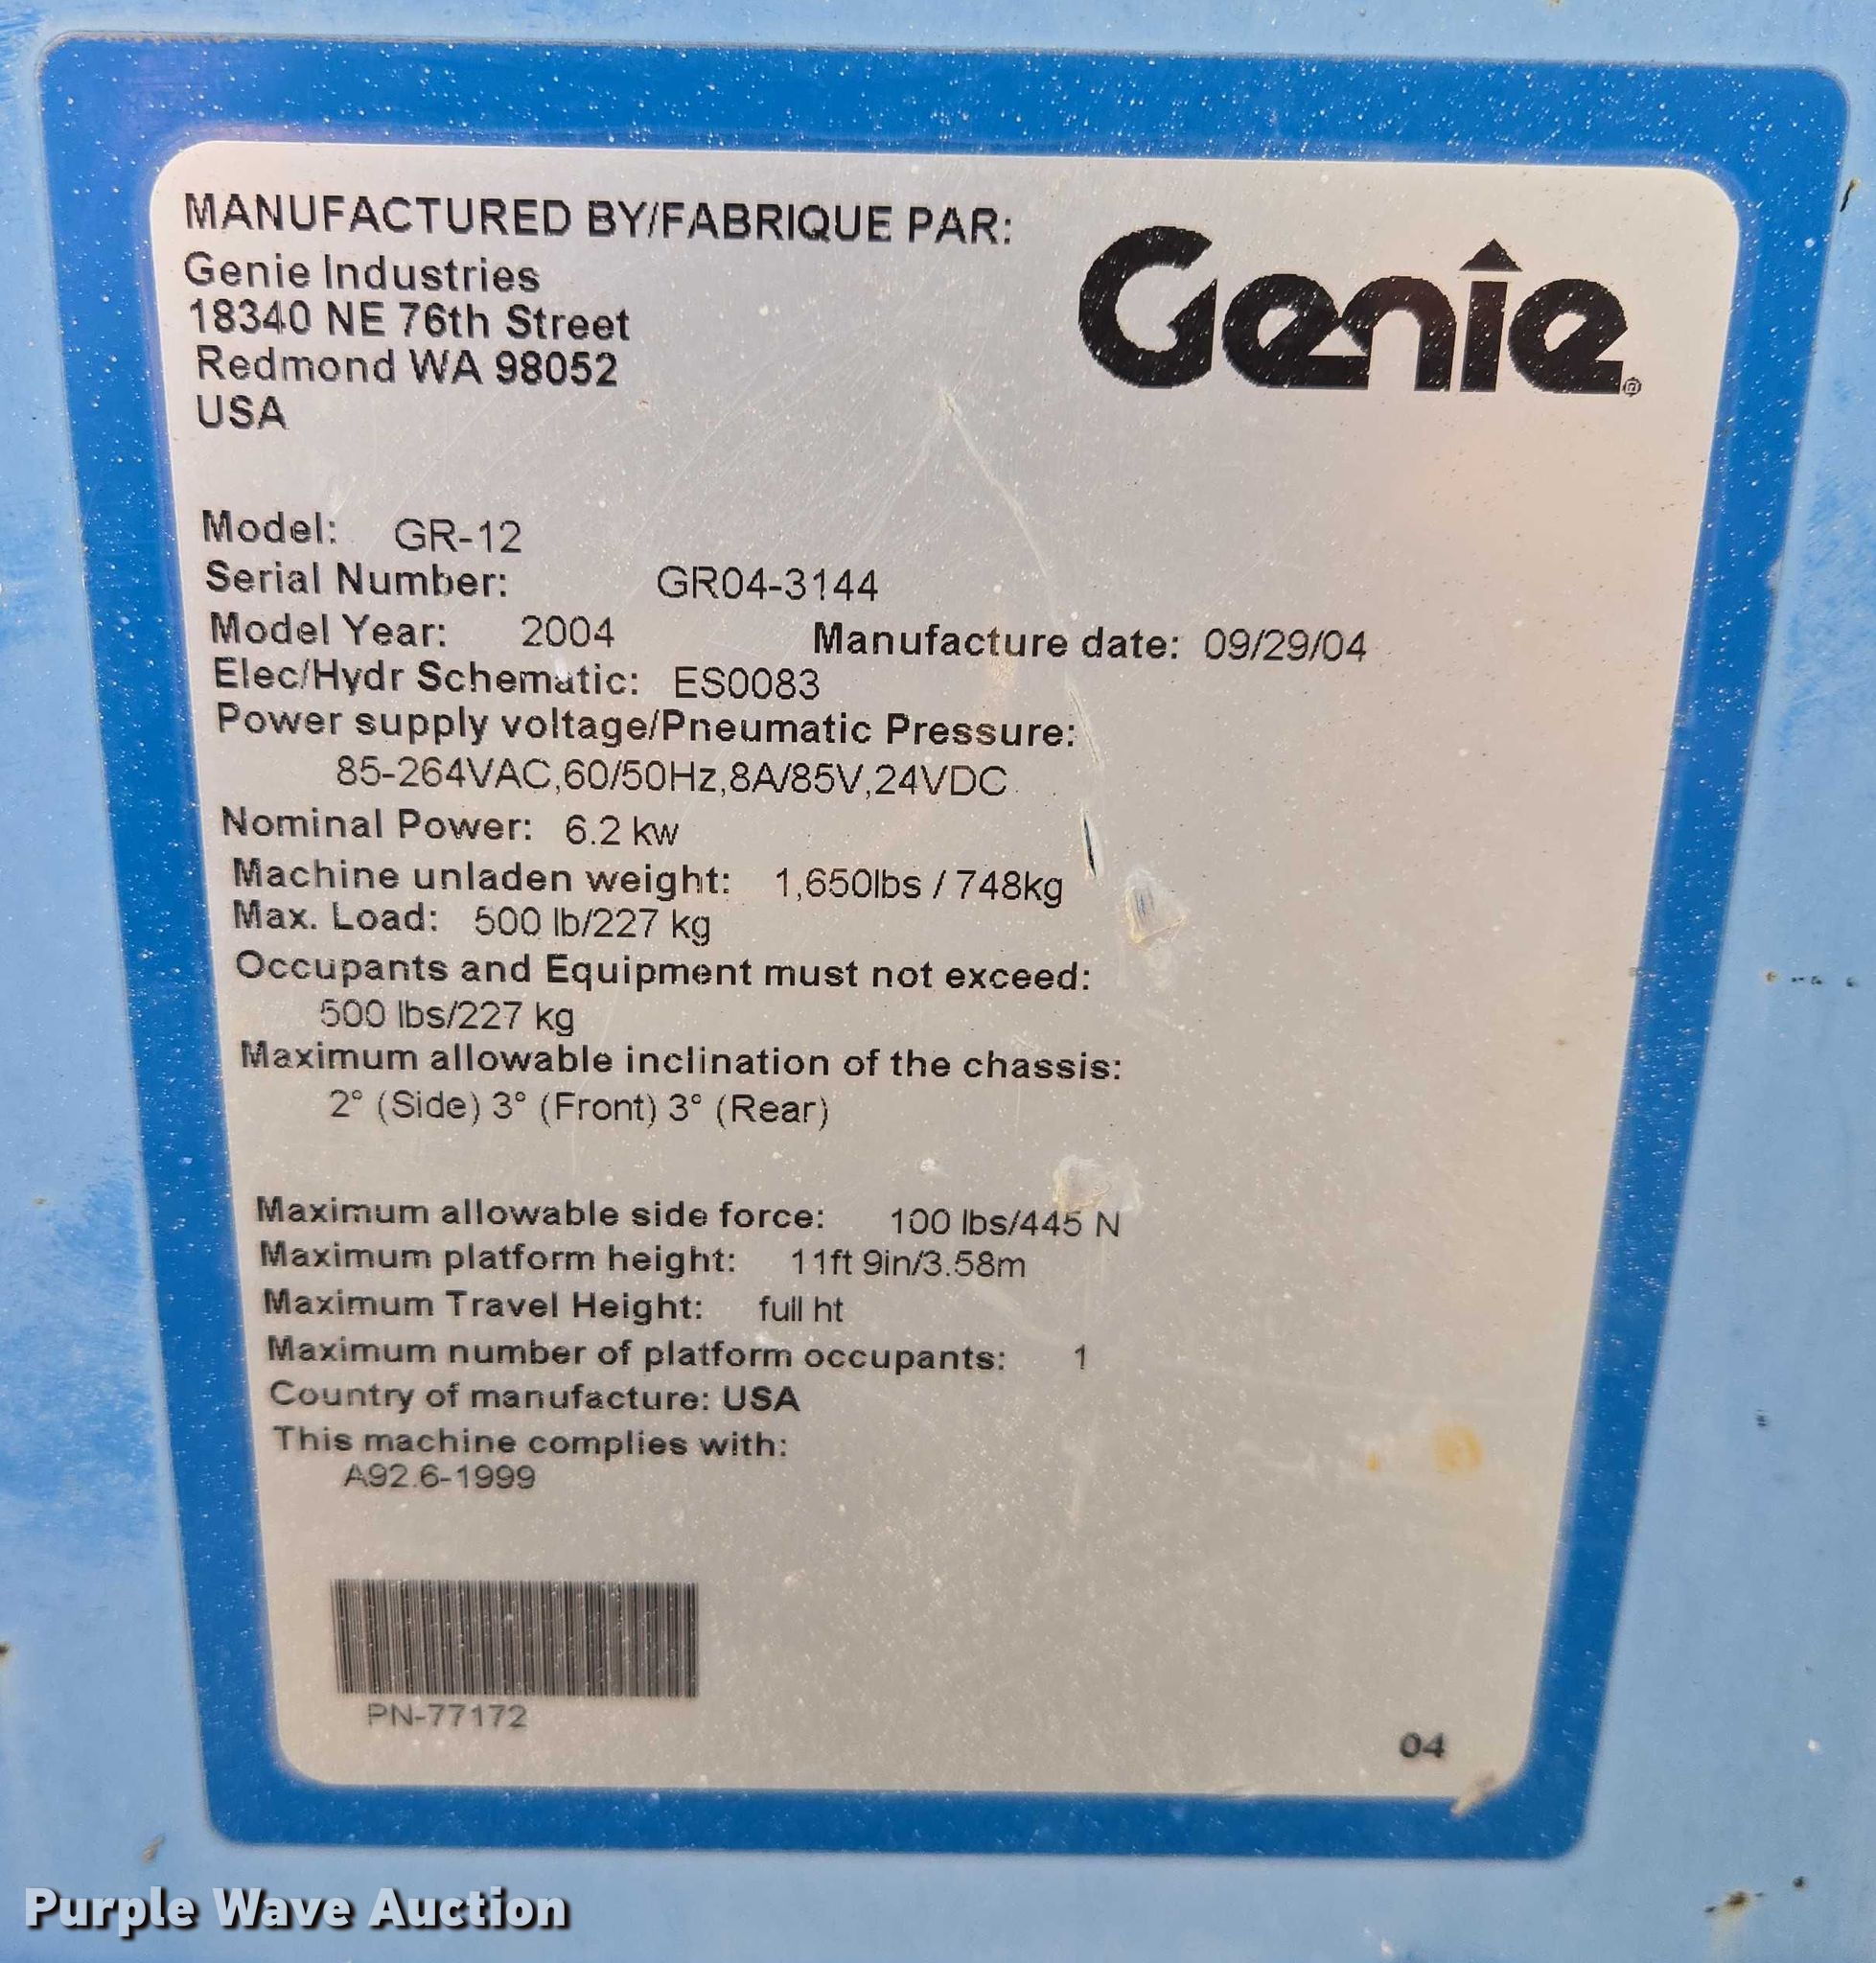 MANUFACTURED BY/FABRIQUE PAR:
Genie Industries
18340 NE 76th Street
Redmond WA 98052
USA
Genie®
Model: GR-12
Serial Number: GR04-3144
Model Year: 2004 Manufacture date: 09/29/04
Elec/Hydr Schematic: ES0083
Power supply voltage/Pneumatic Pressure:
85-264VAC,60/50Hz,8A/85V,24VDC
Nominal Power: 6.2 kw
Machine unladen weight: 1,650lbs / 748kg
Max. Load: 500 lb/227 kg
Occupants and Equipment must not exceed:
500 lbs/227 kg
Maximum allowable inclination of the chassis:
2° (Side) 3° (Front) 3° (Rear)
Maximum allowable side force: 100 lbs/445 N
Maximum platform height: 11ft 9in/3.58m
Maximum Travel Height: full ht
Maximum number of platform occupants: 1
Country of manufacture: USA
This machine complies with:
A92.6-1999
PN-77172
04
Purple Wave Auction